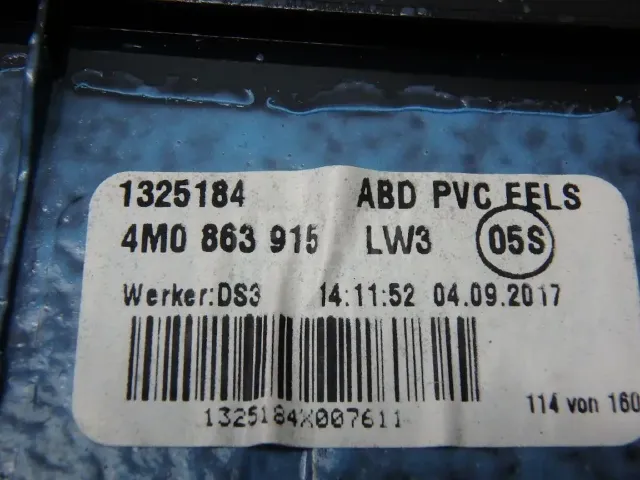 1325184 ABD PVC FELS
4M0 863 915 LW3 05S
Werker:DS3 14:11:52 04.09.2017
1325184X007611
114 von 160